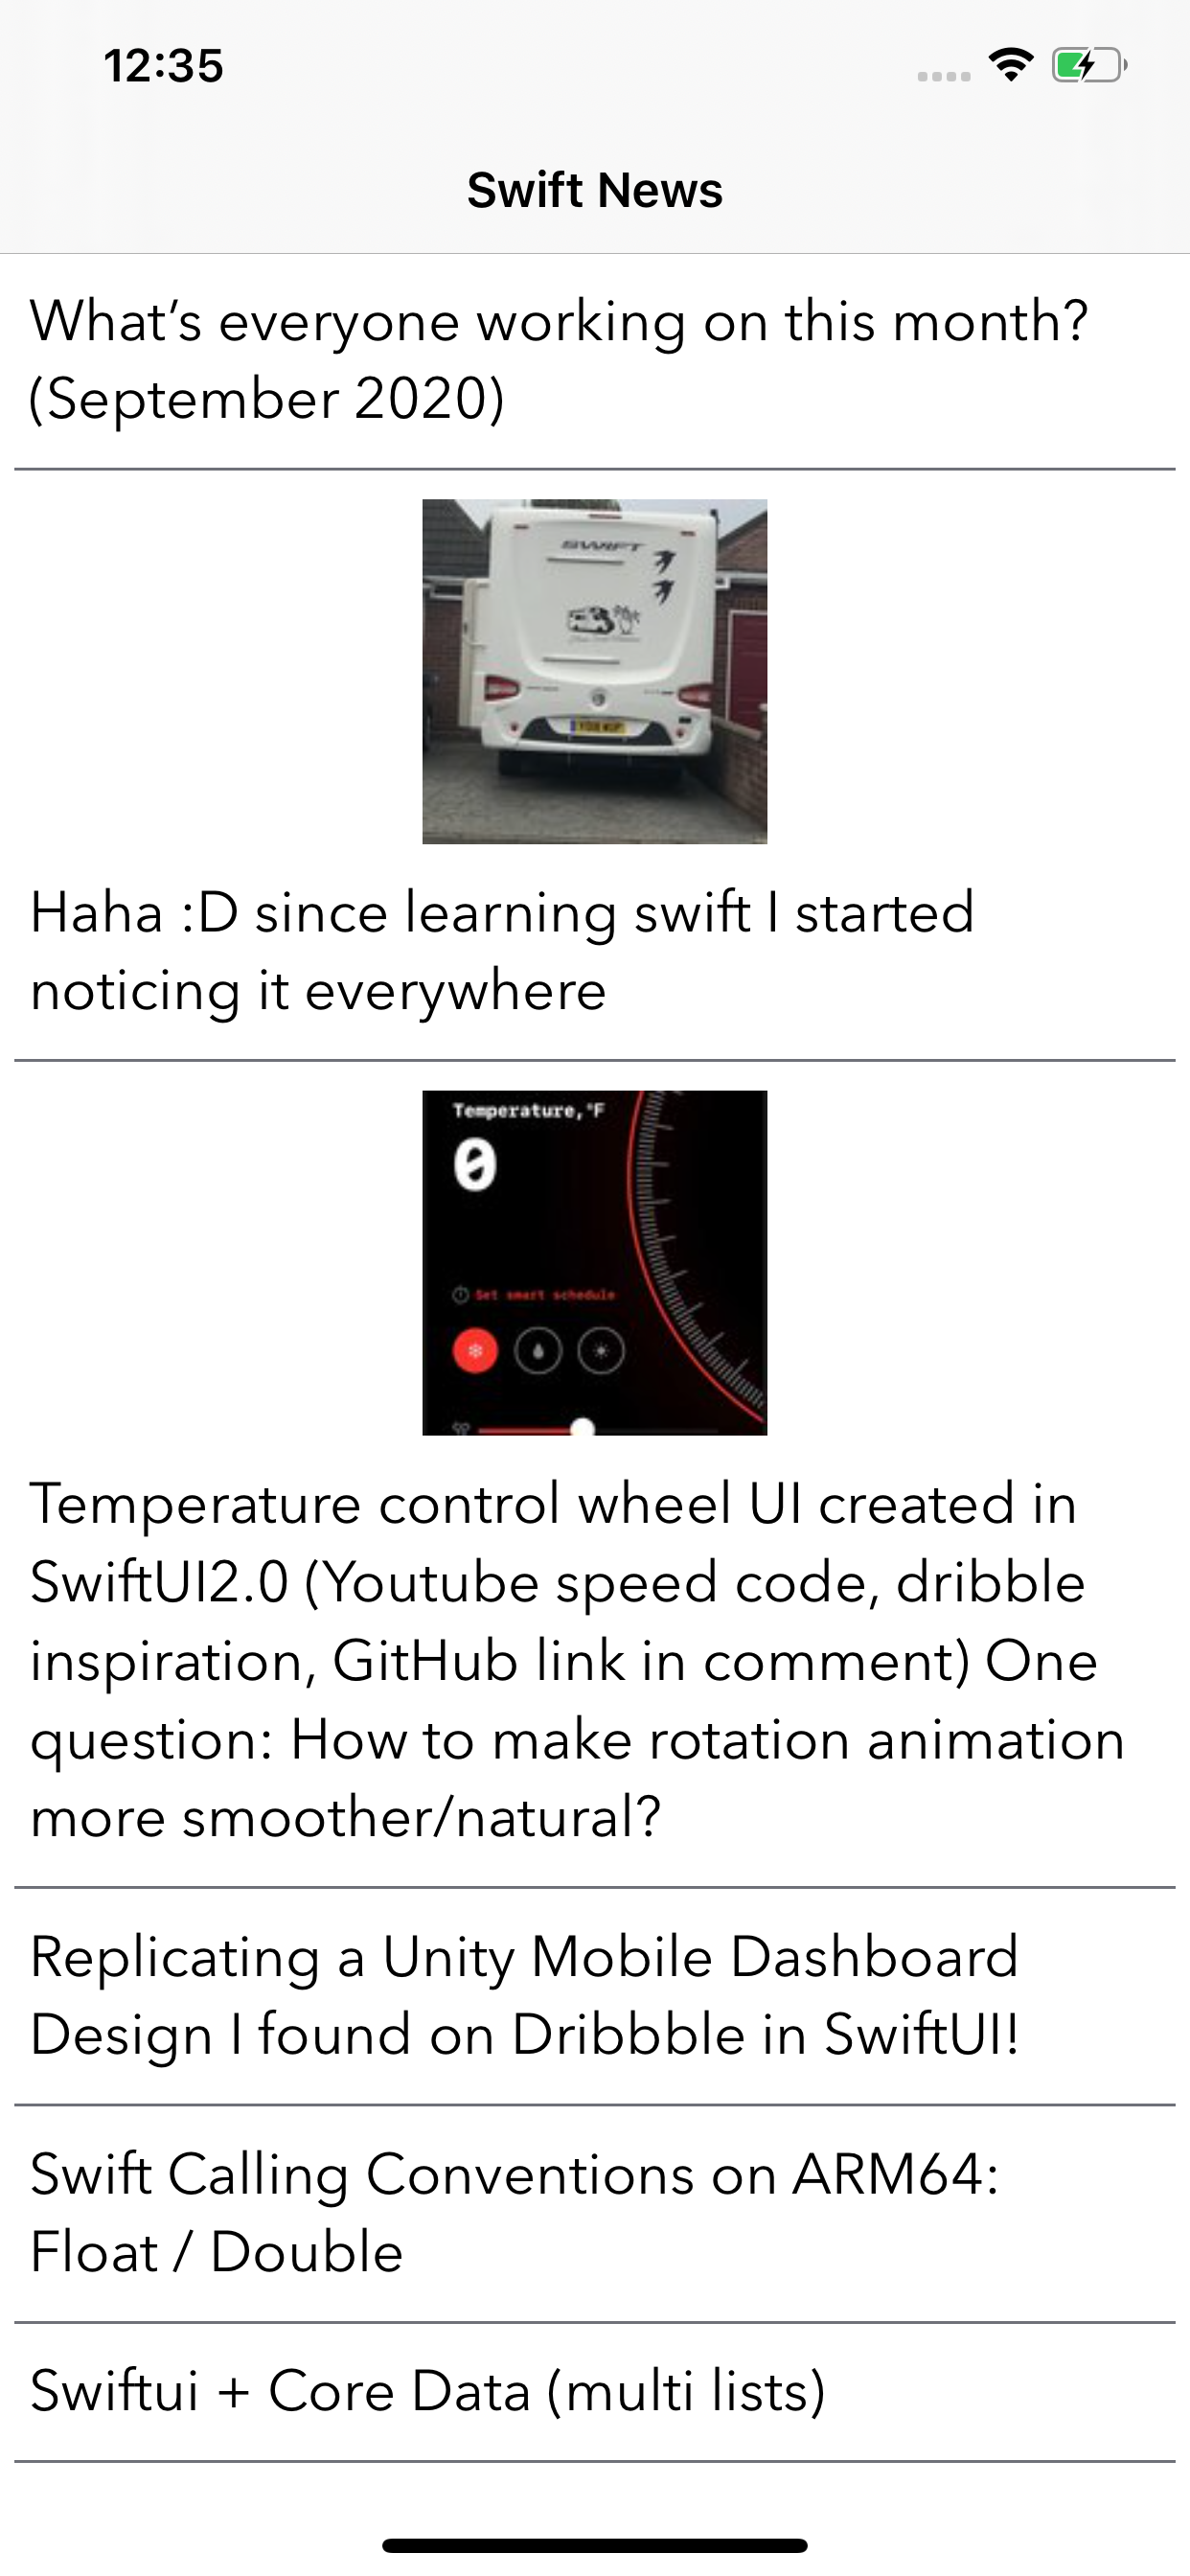 12:35
Swift News
What’s everyone working on this month?
(September 2020)
SWIFT
Haha :D since learning swift I started
noticing it everywhere
Temperature,°F
0
Set smart schedule
Temperature control wheel UI created in
SwiftUI2.0 (Youtube speed code, dribble
inspiration, GitHub link in comment) One
question: How to make rotation animation
more smoother/natural?
Replicating a Unity Mobile Dashboard
Design I found on Dribbble in SwiftUI!
Swift Calling Conventions on ARM64:
Float / Double
Swiftui + Core Data (multi lists)